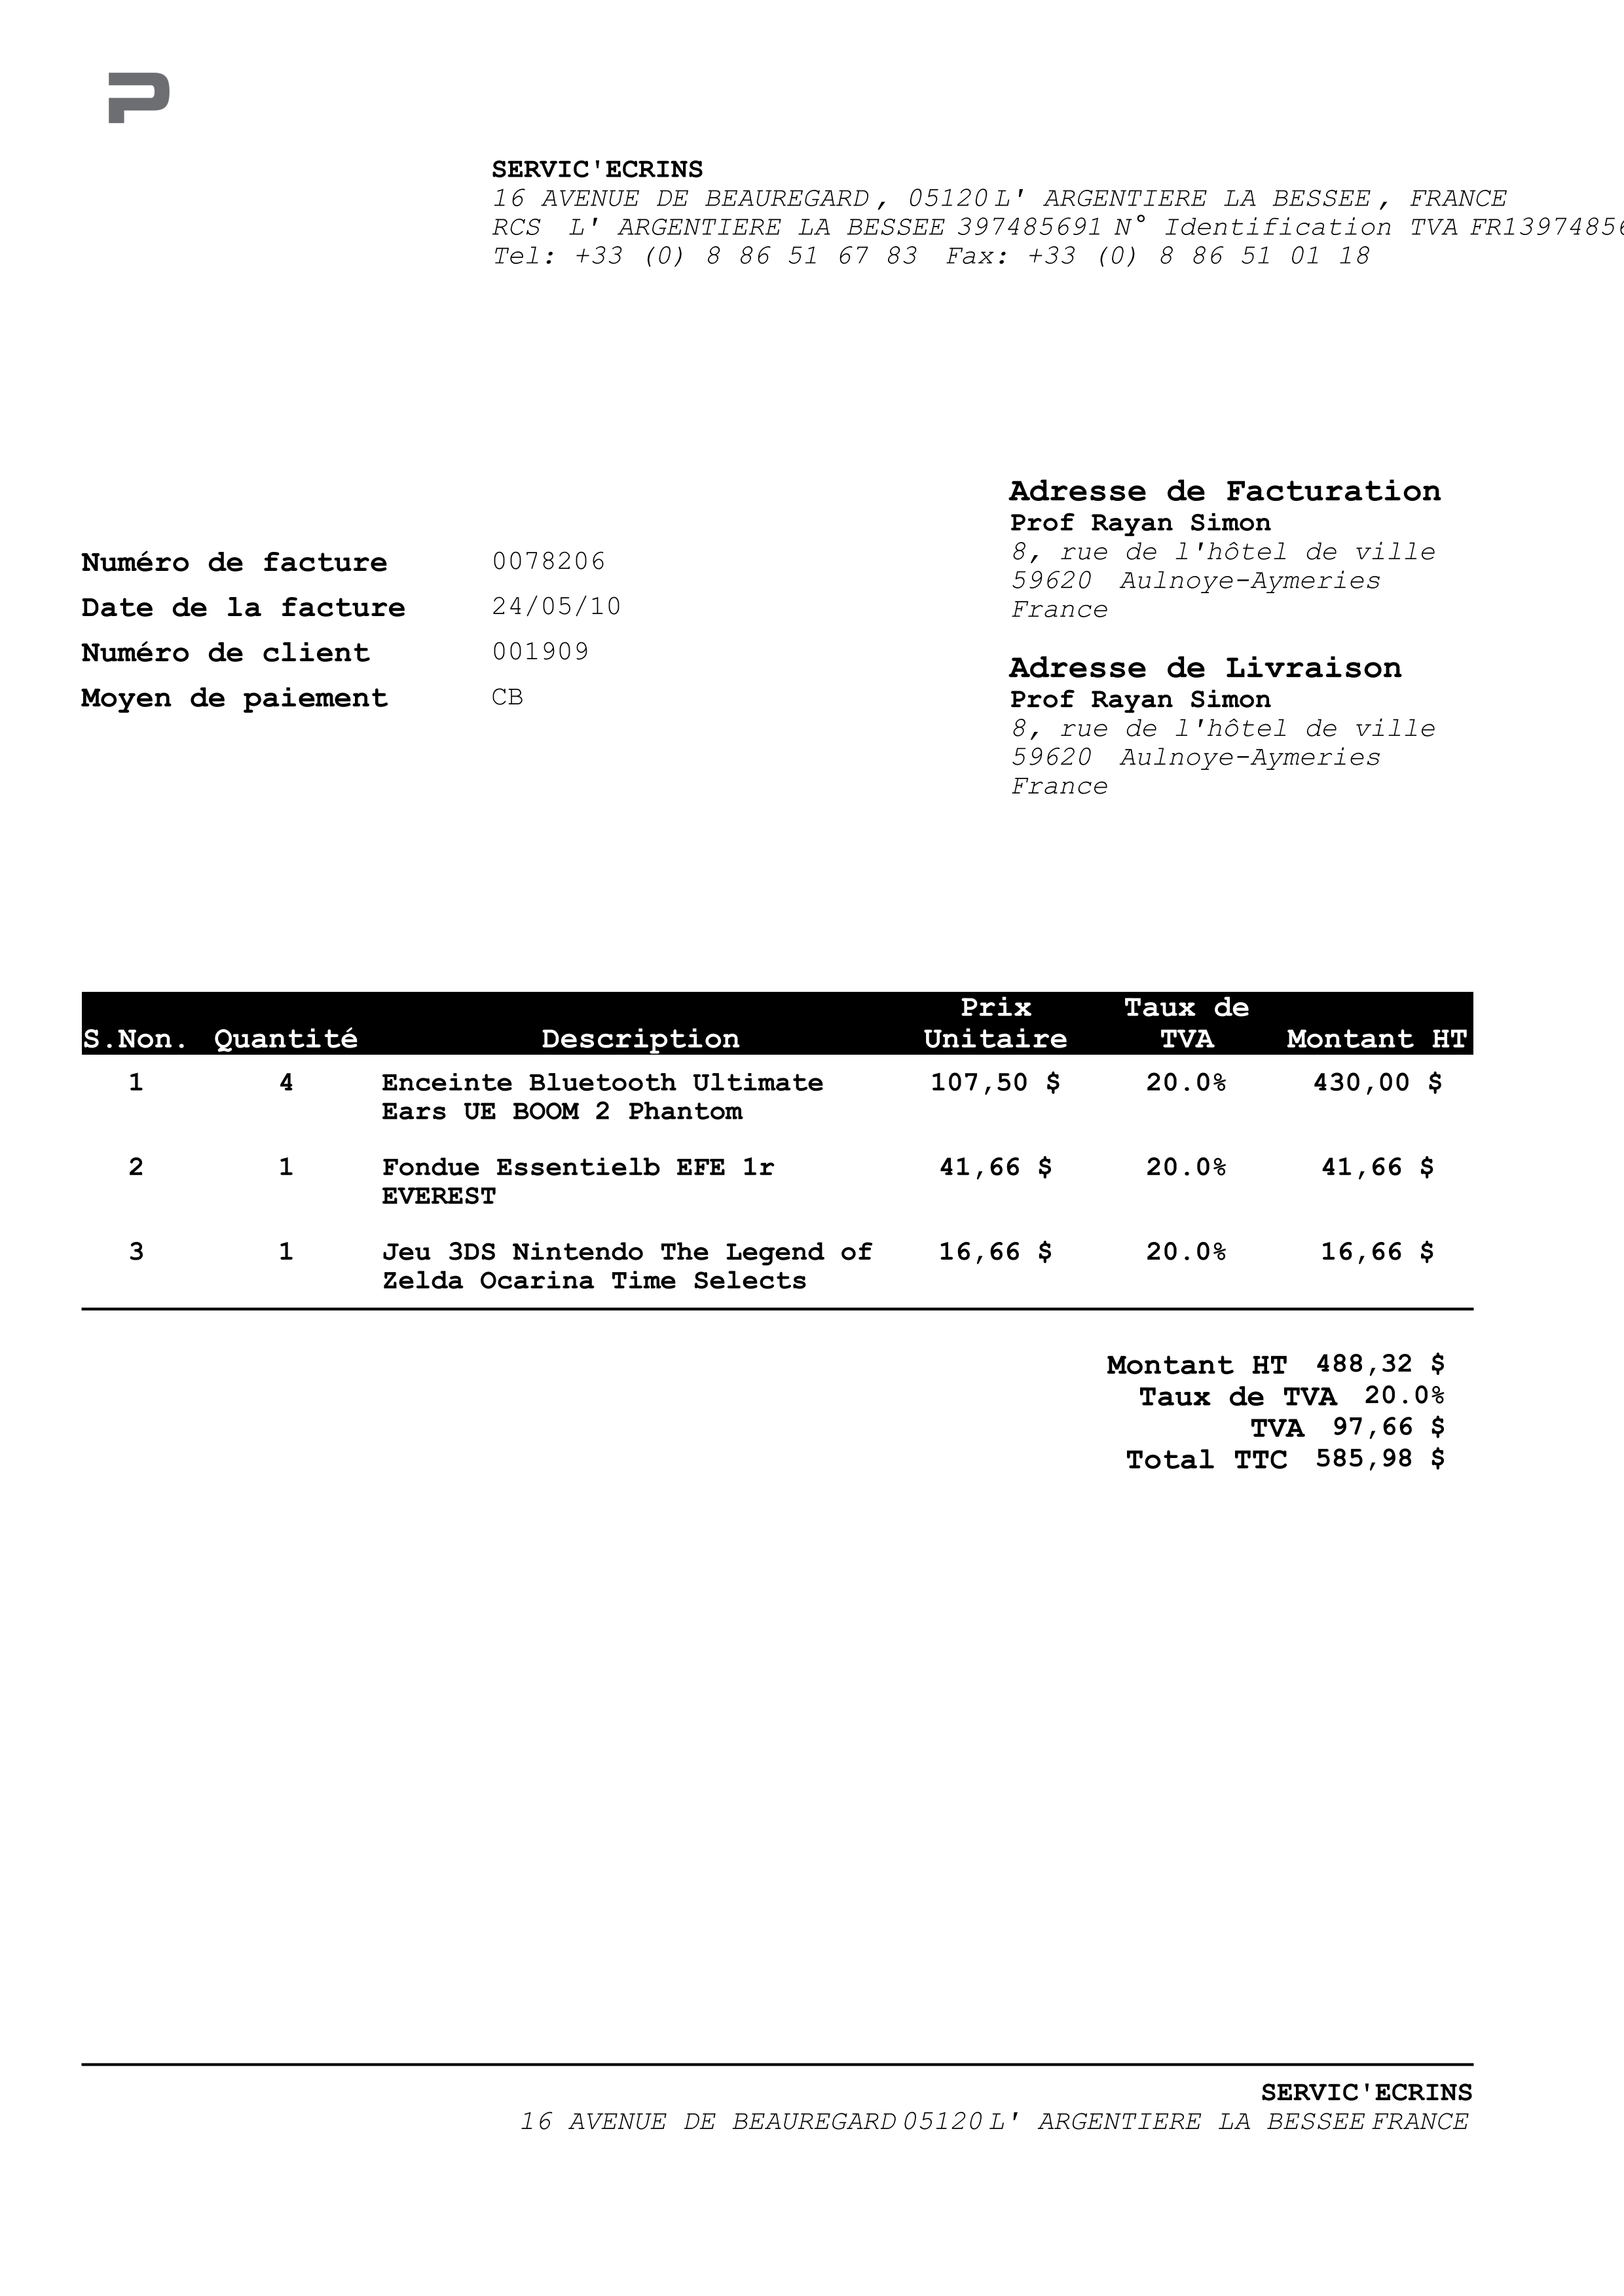 P
SERVIC'ECRINS
16 AVENUE DE BEAUREGARD, 05120 L' ARGENTIERE LA BESSEE, FRANCE
RCS L' ARGENTIERE LA BESSEE 397485691 N° Identification TVA
Tel: +33 (0) 8 86 51 67 83 Fax: +33 (0) 8 86 51 01 18
Adresse de Facturation
Prof Rayan Simon
8, rue de l'hôtel de ville
59620 Aulnoye-Aymeries
France
Numéro de facture 0078206
Date de la facture 24/05/10
Numéro de client 001909
Moyen de paiement CB
Adresse de Livraison
Prof Rayan Simon
8, rue de l'hôtel de ville
59620 Aulnoye-Aymeries
France
S.Non. Quantité Description Prix Unitaire Taux de TVA Montant HT
1 4 Enceinte Bluetooth Ultimate 107,50 $ 20.0% 430,00 $
Ears UE BOOM 2 Phantom
2 1 Fondue Essentielb EFE 1r 41,66 $ 20.0% 41,66 $
EVEREST
3 1 Jeu 3DS Nintendo The Legend of 16,66 $ 20.0% 16,66 $
Zelda Ocarina Time Selects
Montant HT 488,32 $
Taux de TVA 20.0%
TVA 97,66 $
Total TTC 585,98 $
SERVIC'ECRINS
16 AVENUE DE BEAUREGARD 05120 L' ARGENTIERE LA BESSEE FRANCE